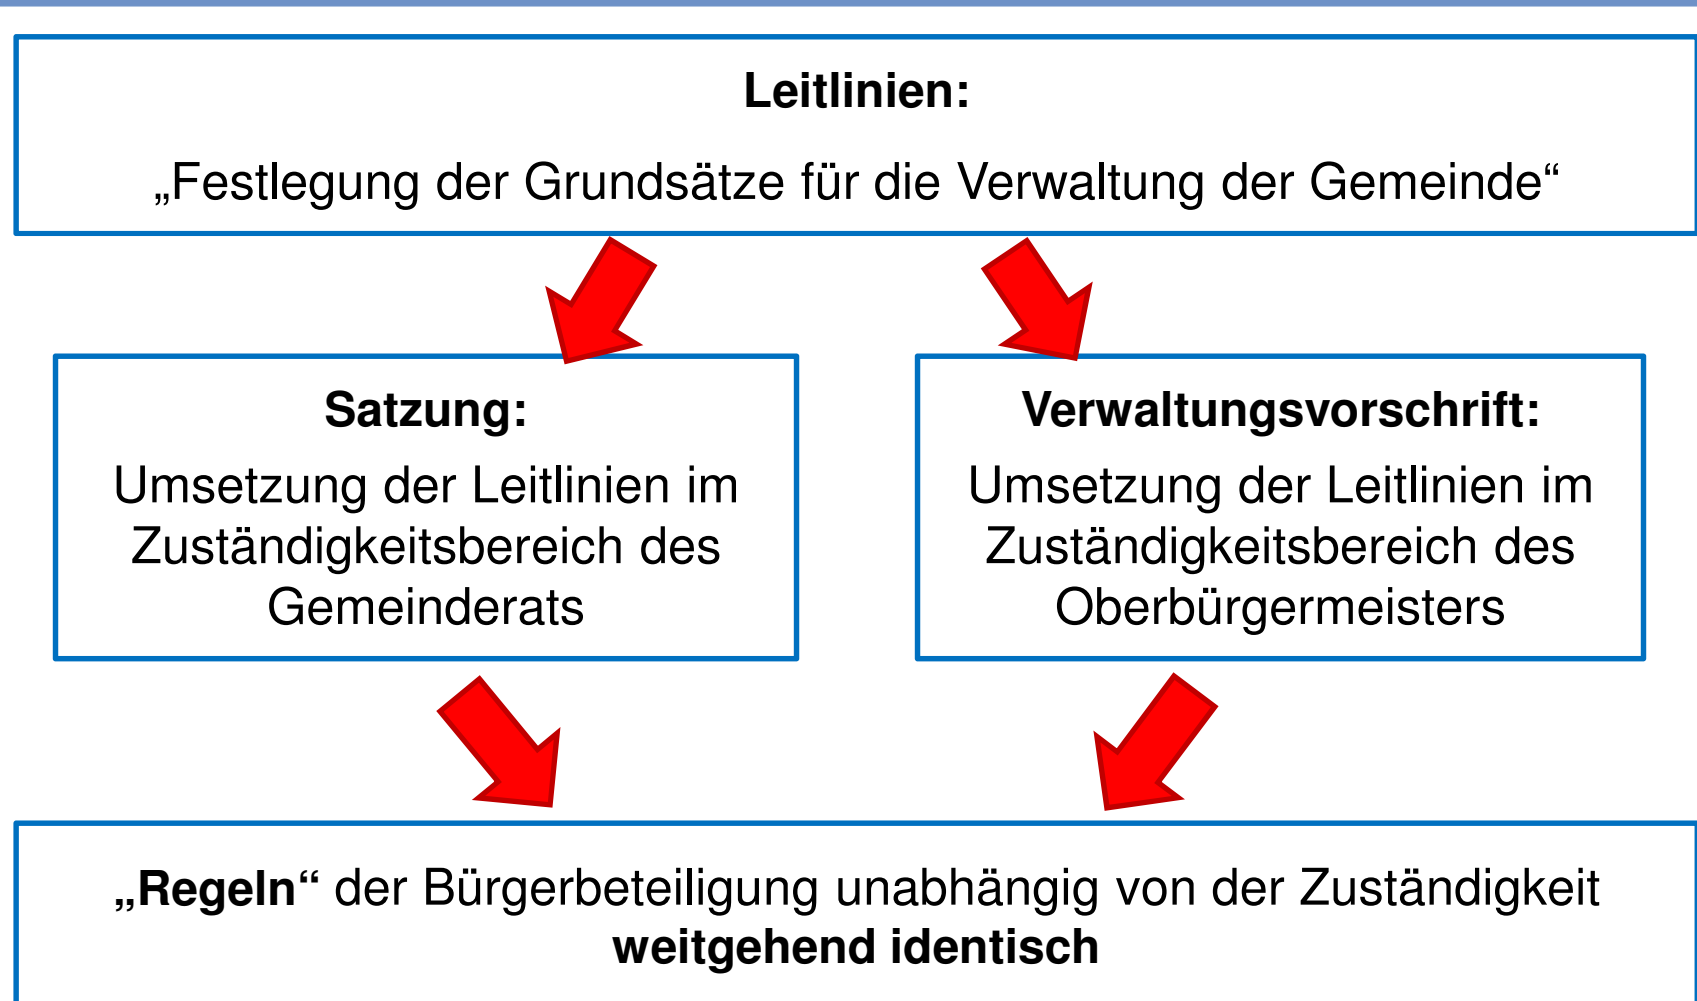 Leitlinien:
„Festlegung der Grundsätze für die Verwaltung der Gemeinde“
Satzung:
Umsetzung der Leitlinien im
Zuständigkeitsbereich des
Gemeinderats
Verwaltungsvorschrift:
Umsetzung der Leitlinien im
Zuständigkeitsbereich des
Oberbürgermeisters
„Regeln“ der Bürgerbeteiligung unabhängig von der Zuständigkeit
weitgehend identisch